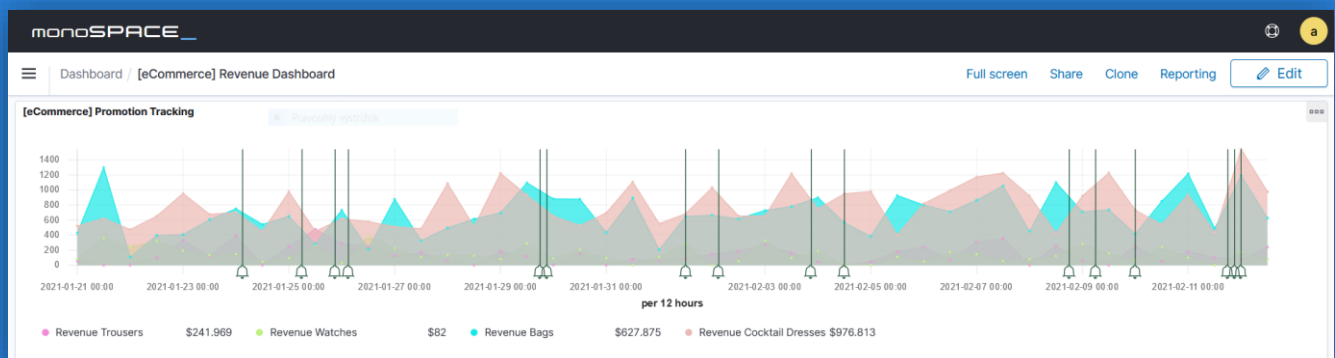 monoSPACE_
a
Dashboard / [eCommerce] Revenue Dashboard
Full screen Share Clone Reporting Edit
[eCommerce] Promotion Tracking
1400
1200
1000
800
600
400
200
0
2021-01-21 00:00 2021-01-23 00:00 2021-01-25 00:00 2021-01-27 00:00 2021-01-29 00:00 2021-01-31 00:00 2021-02-03 00:00 2021-02-05 00:00 2021-02-07 00:00 2021-02-09 00:00 2021-02-11 00:00
per 12 hours
Revenue Trousers $241.969 Revenue Watches $82 Revenue Bags $627.875 Revenue Cocktail Dresses $976.813